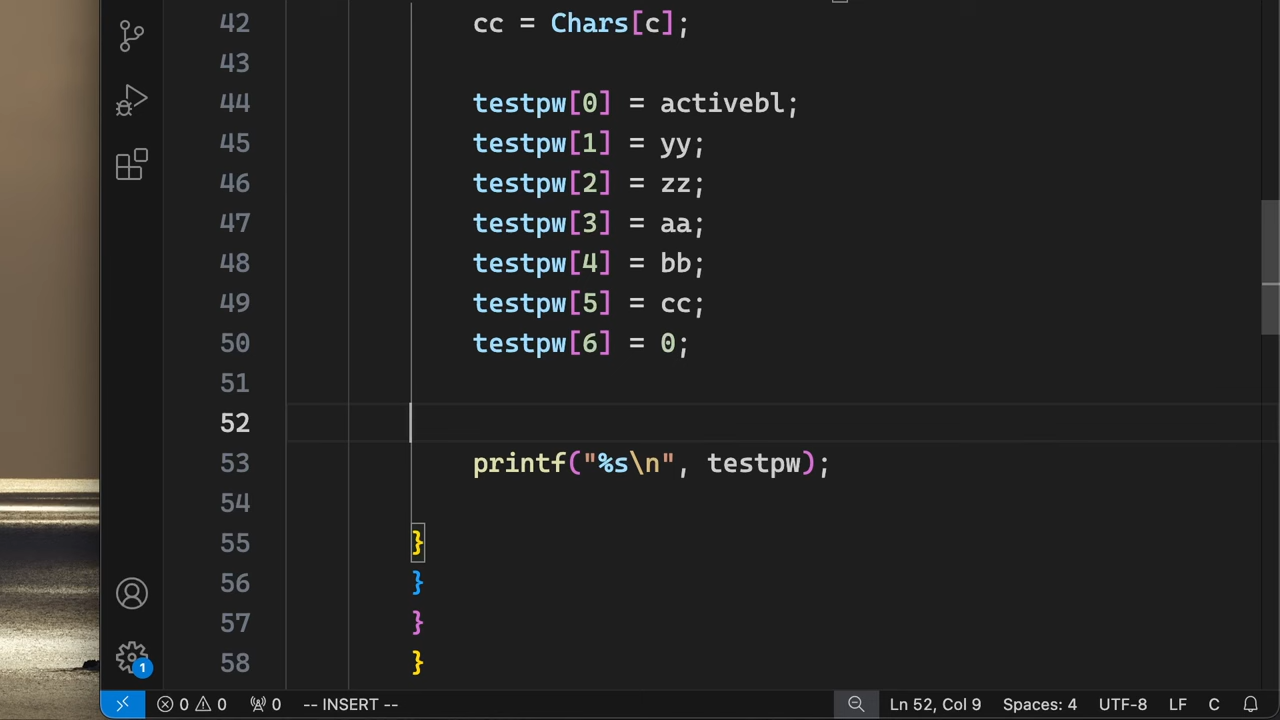 42 cc = Chars[c];
43
44 testpw[0] = activebl;
45 testpw[1] = yy;
46 testpw[2] = zz;
47 testpw[3] = aa;
48 testpw[4] = bb;
49 testpw[5] = cc;
50 testpw[6] = 0;
51
52
53 printf("%s\n", testpw);
54
55 }
56 }
57 }
58 }
1
0 0 0 -- INSERT -- Ln 52, Col 9 Spaces: 4 UTF-8 LF C